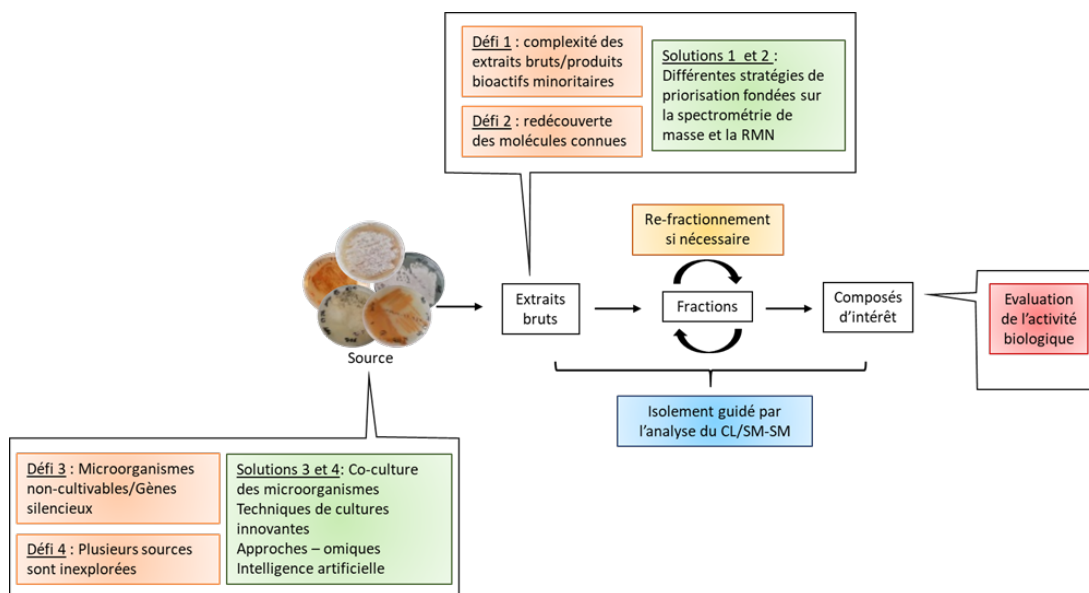 Défi 1 : complexité des
extraits bruts/produits
bioactifs minoritaires
Défi 2 : redécouverte
des molécules connues
Solutions 1 et 2 :
Différentes stratégies de
priorisation fondées sur
la spectrométrie de
masse et la RMN
Re-fractionnement
si nécessaire
Source
Extraits
bruts
Fractions
Composés
d'intérêt
Evaluation
de l'activité
biologique
Isolement guidé par
l'analyse du CL/SM-SM
Défi 3 : Microorganismes
non-cultivables/Gènes
silencieux
Défi 4 : Plusieurs sources
sont inexplorées
Solutions 3 et 4: Co-culture
des microorganismes
Techniques de cultures
innovantes
Approches – omiques
Intelligence artificielle